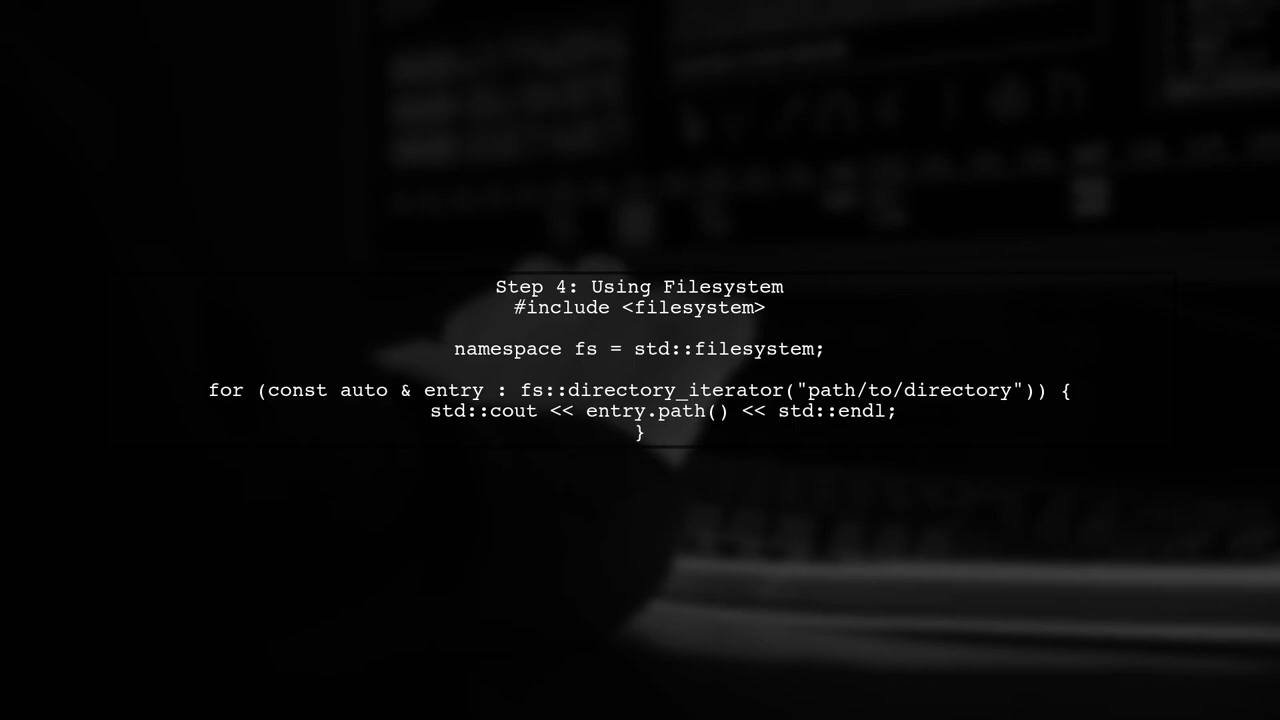 Step 4: Using Filesystem
#include <filesystem>
namespace fs = std::filesystem;
for (const auto & entry : fs::directory_iterator("path/to/directory")) {
std::cout << entry.path() << std::endl;
}